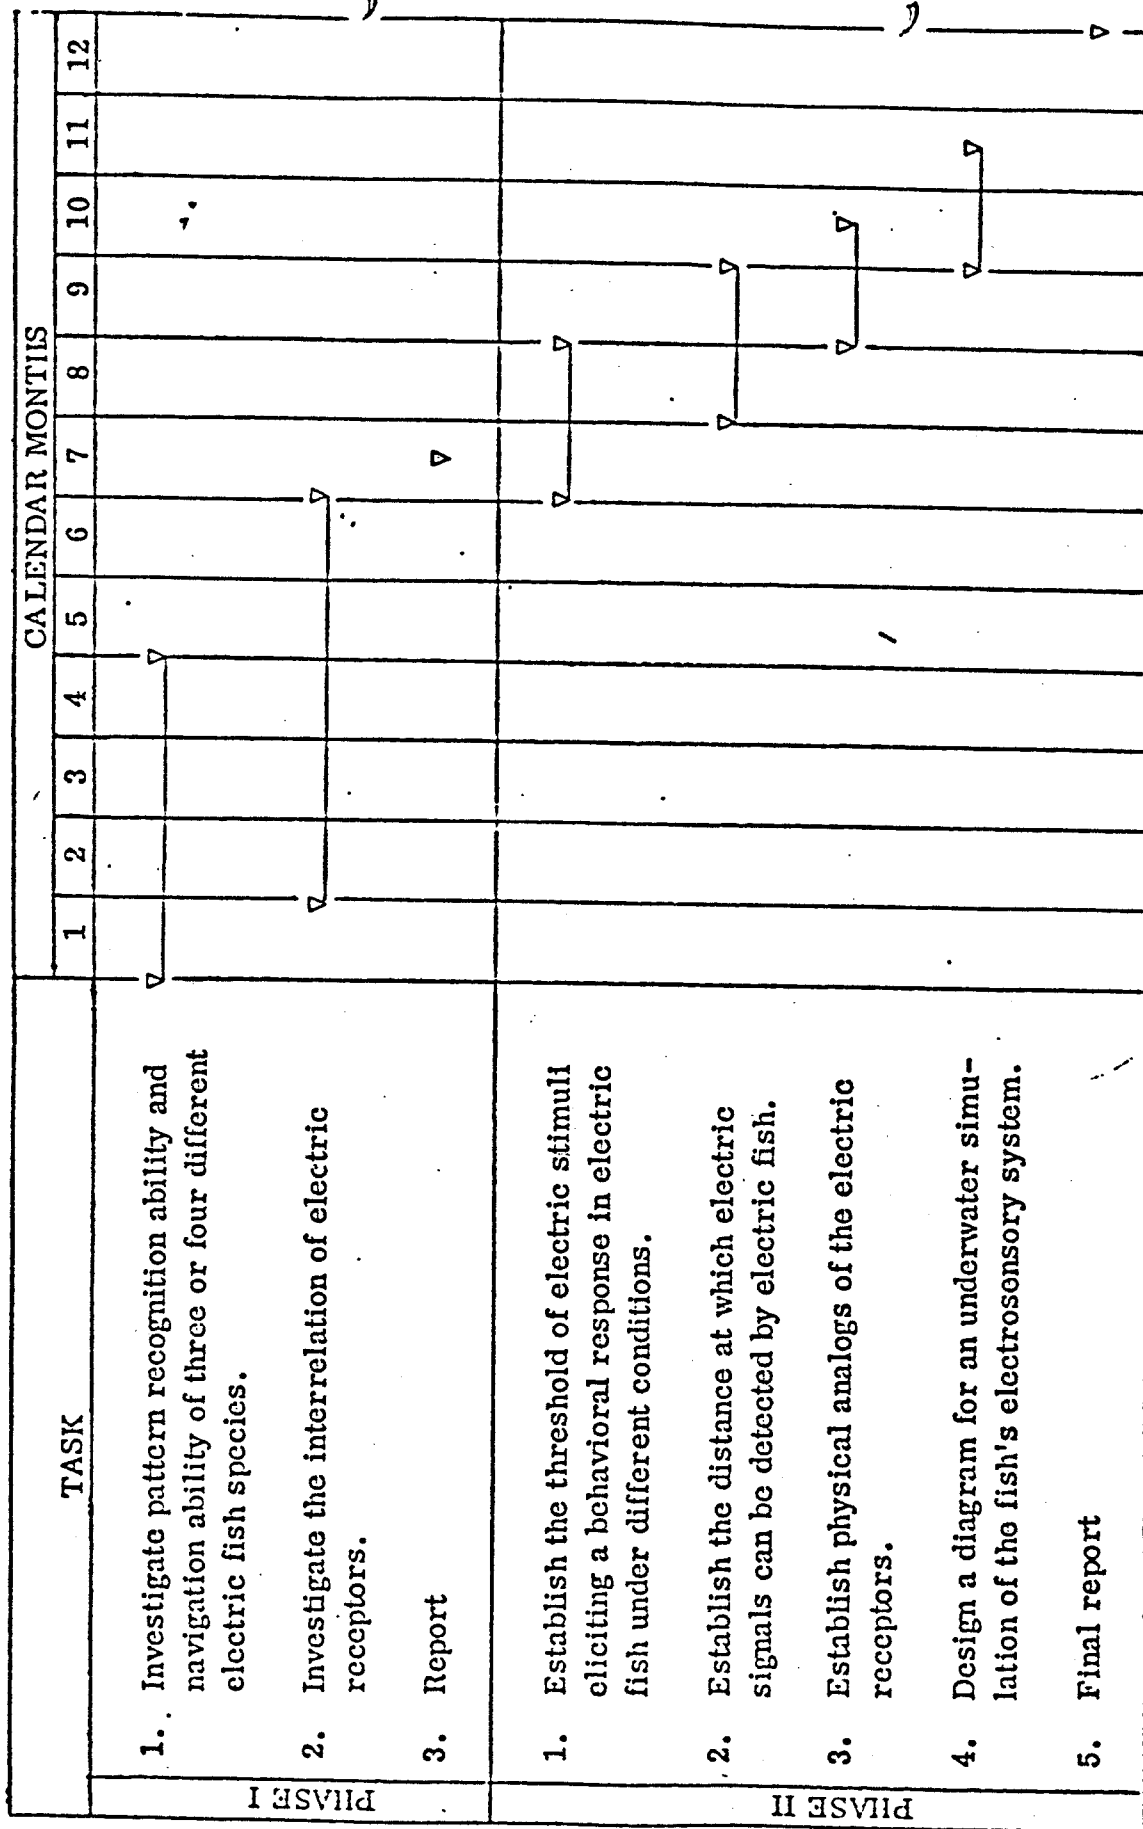 TASK
CALENDAR MONTHS
1 2 3 4 5 6 7 8 9 10 11 12
PHASE I
1. Investigate pattern recognition ability and
navigation ability of three or four different
electric fish species.
2. Investigate the interrelation of electric
receptors.
3. Report
PHASE II
1. Establish the threshold of electric stimuli
eliciting a behavioral response in electric
fish under different conditions.
2. Establish the distance at which electric
signals can be detected by electric fish.
3. Establish physical analogs of the electric
receptors.
4. Design a diagram for an underwater simu-
lation of the fish's electrosensory system.
5. Final report